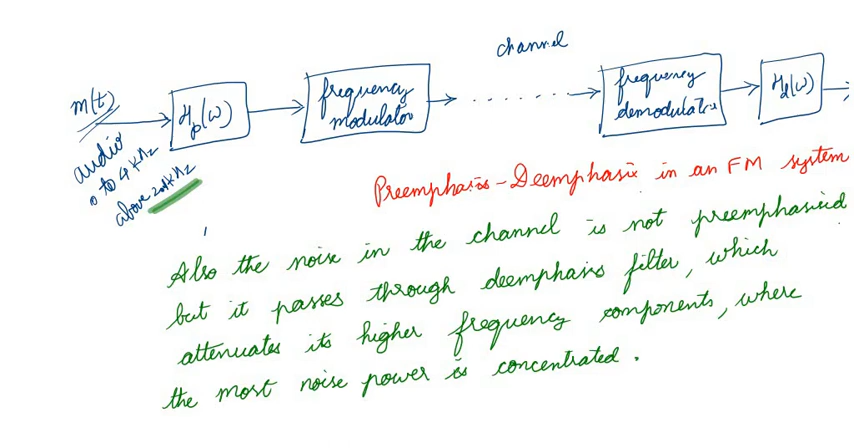 channel
m(t)
Hp(ω)
frequency
modulator
frequency
demodulator
Hd(ω)
audio
0 to 4 kHz
above
Preemphasis - Deemphasis in an FM system
Also the noise in the channel is not preemphasized
but it passes through deemphasis filter, which
attenuates its higher frequency components, where
the most noise power is concentrated.